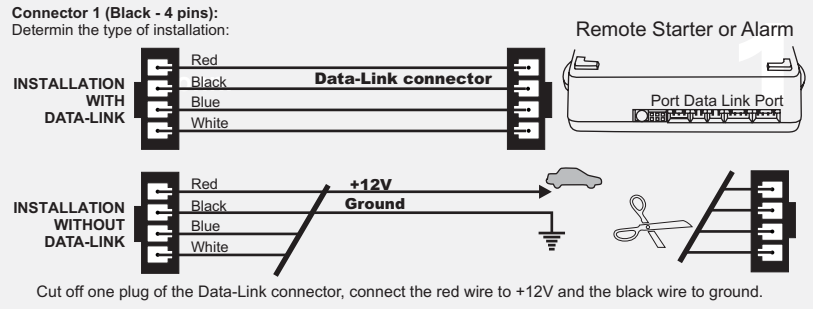 Connector 1 (Black - 4 pins):
Determin the type of installation:
Remote Starter or Alarm
1
Red
Black
Data-Link connector
Blue
White
INSTALLATION
WITH
DATA-LINK
Port Data Link Port
Red
+12V
Black
Ground
Blue
White
INSTALLATION
WITHOUT
DATA-LINK
Cut off one plug of the Data-Link connector, connect the red wire to +12V and the black wire to ground.